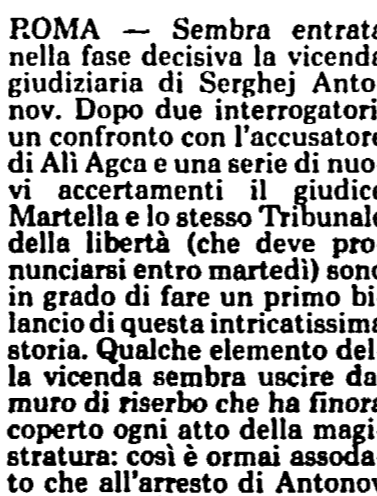 ROMA — Sembra entrata
nella fase decisiva la vicenda
giudiziaria di Serghej Anto
nov. Dopo due interrogatori
un confronto con l'accusatore
di Alì Agca e una serie di nuo
vi accertamenti il giudice
Martella e lo stesso Tribunale
della libertà (che deve pro
nunciarsi entro martedì) sono
in grado di fare un primo bi
lancio di questa intricatissima
storia. Qualche elemento del
la vicenda sembra uscire da
muro di riserbo che ha finora
coperto ogni atto della magi
stratura: così è ormai assoda
to che all'arresto di Antonov